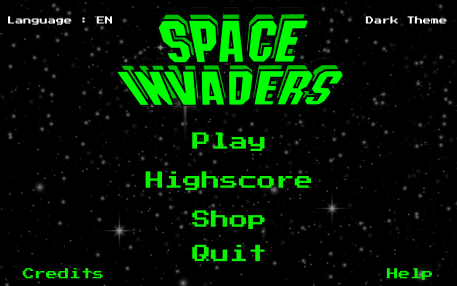 Language : EN
Dark Theme
SPACE
INVADERS
Play
Highscore
Shop
Quit
Credits
Help